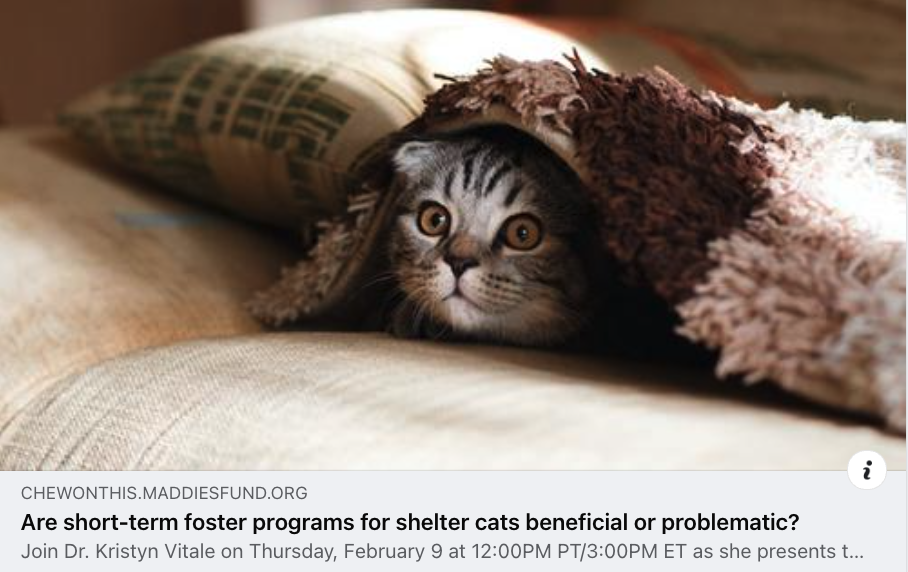 CHEWONTHIS.MADDIESFUND.ORG
Are short-term foster programs for shelter cats beneficial or problematic?
Join Dr. Kristyn Vitale on Thursday, February 9 at 12:00PM PT/3:00PM ET as she presents t...